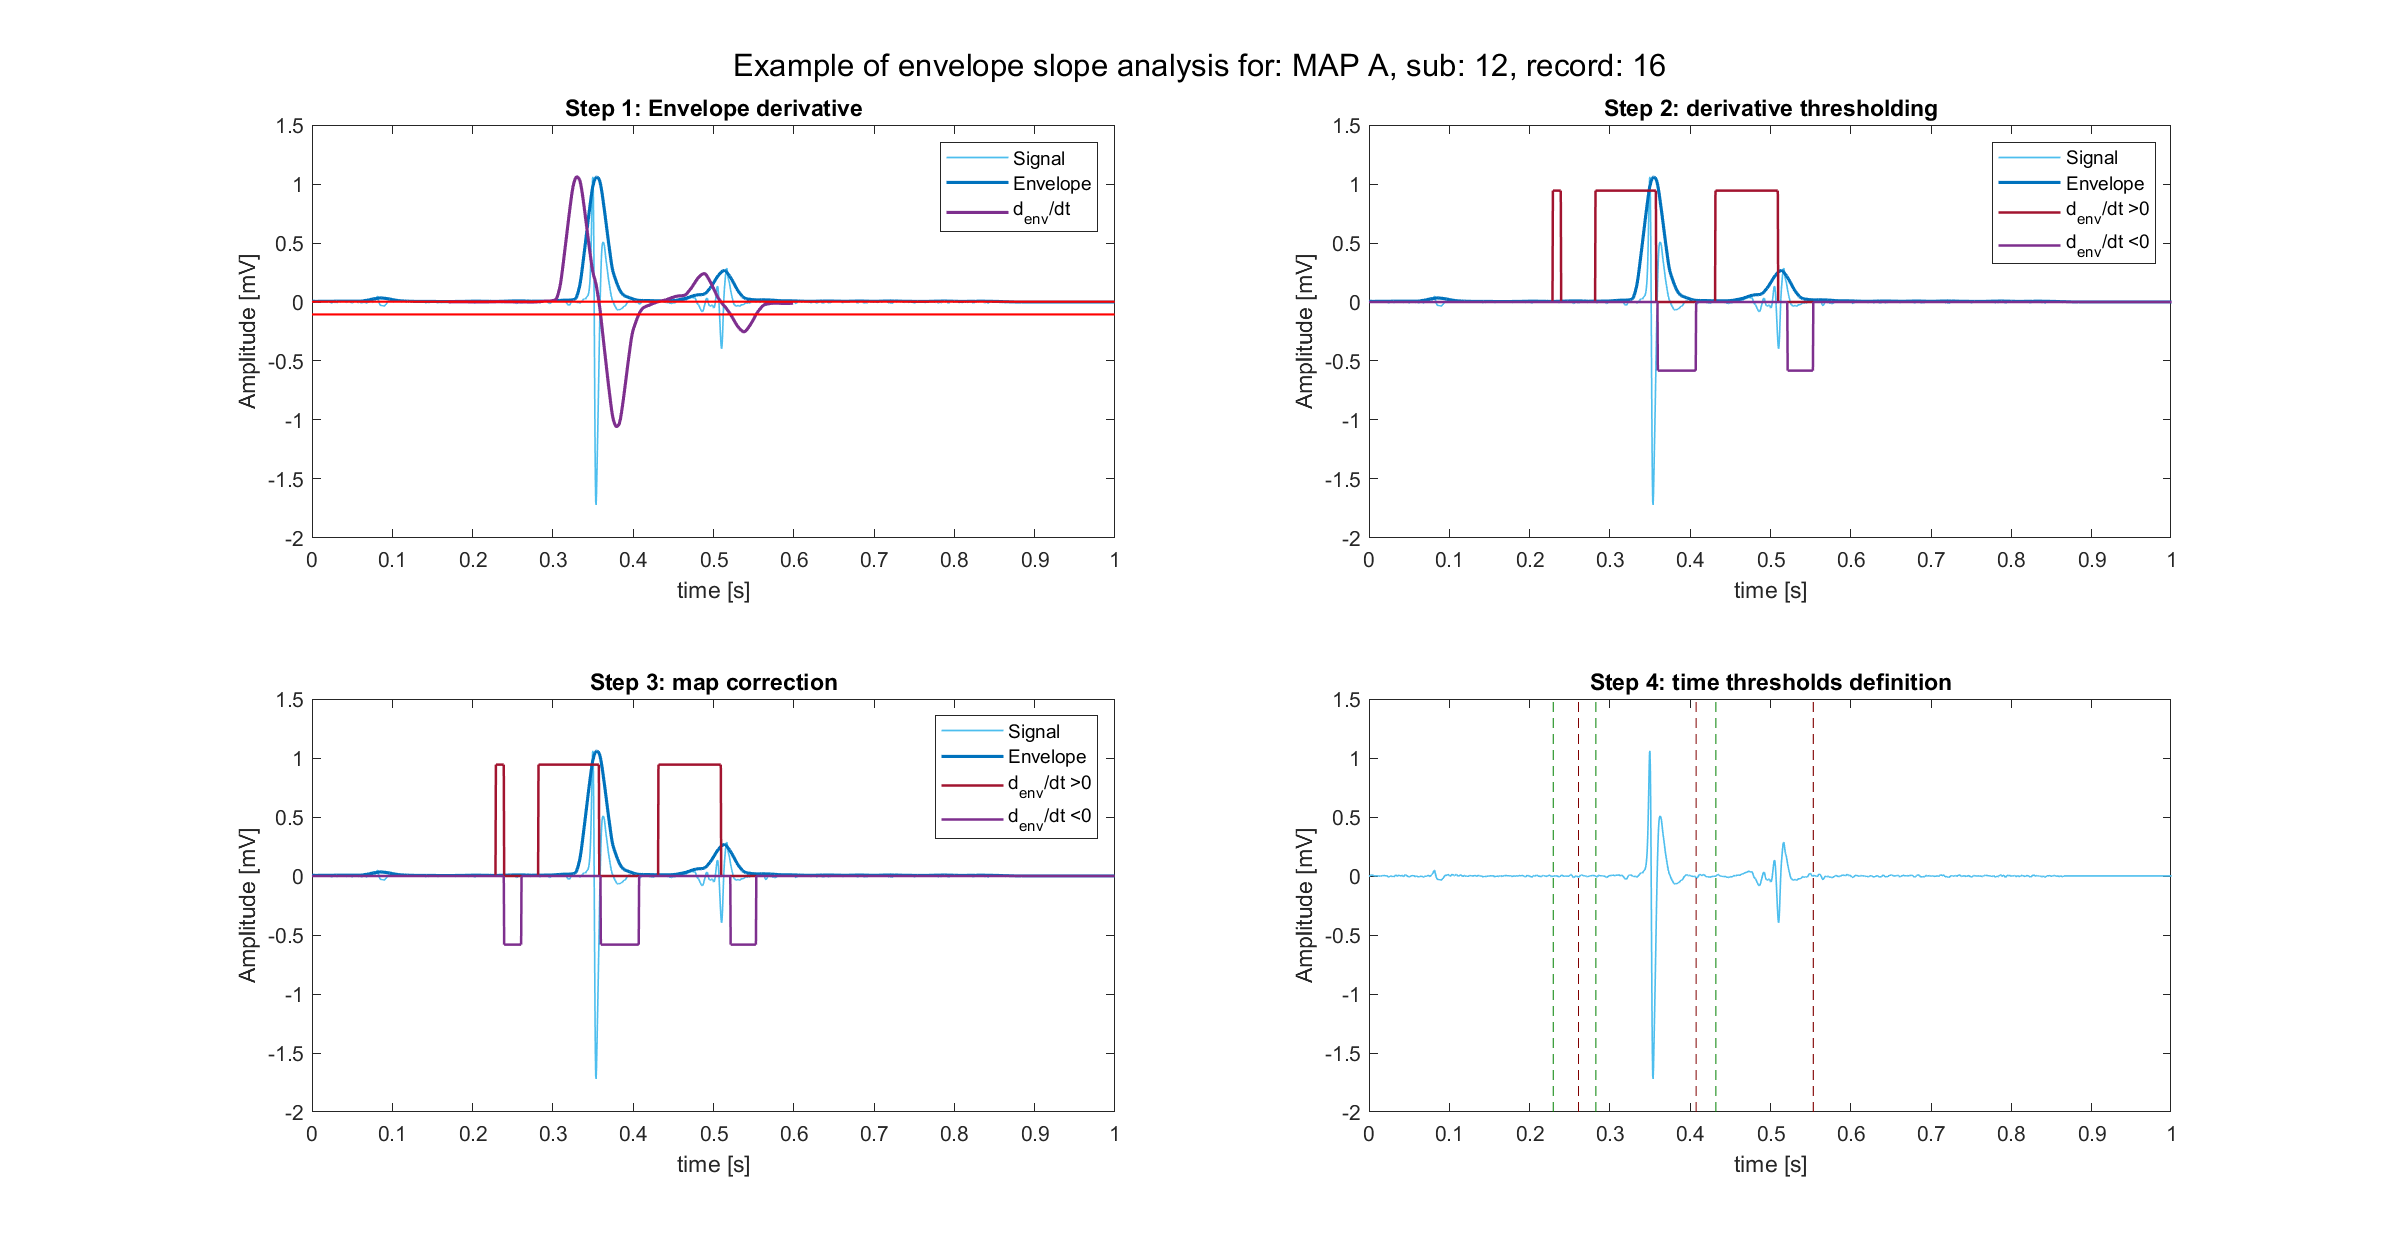 Example of envelope slope analysis for: MAP A, sub: 12, record: 16
Step 1: Envelope derivative
1.5
1
0.5
0
-0.5
-1
-1.5
-2
Amplitude [mV]
Signal
Envelope
d_env/dt
0 0.1 0.2 0.3 0.4 0.5 0.6 0.7 0.8 0.9 1
time [s]
Step 2: derivative thresholding
1.5
1
0.5
0
-0.5
-1
-1.5
-2
Amplitude [mV]
Signal
Envelope
d_env/dt >0
d_env/dt <0
0 0.1 0.2 0.3 0.4 0.5 0.6 0.7 0.8 0.9 1
time [s]
Step 3: map correction
1.5
1
0.5
0
-0.5
-1
-1.5
-2
Amplitude [mV]
Signal
Envelope
d_env/dt >0
d_env/dt <0
0 0.1 0.2 0.3 0.4 0.5 0.6 0.7 0.8 0.9 1
time [s]
Step 4: time thresholds definition
1.5
1
0.5
0
-0.5
-1
-1.5
-2
Amplitude [mV]
0 0.1 0.2 0.3 0.4 0.5 0.6 0.7 0.8 0.9 1
time [s]